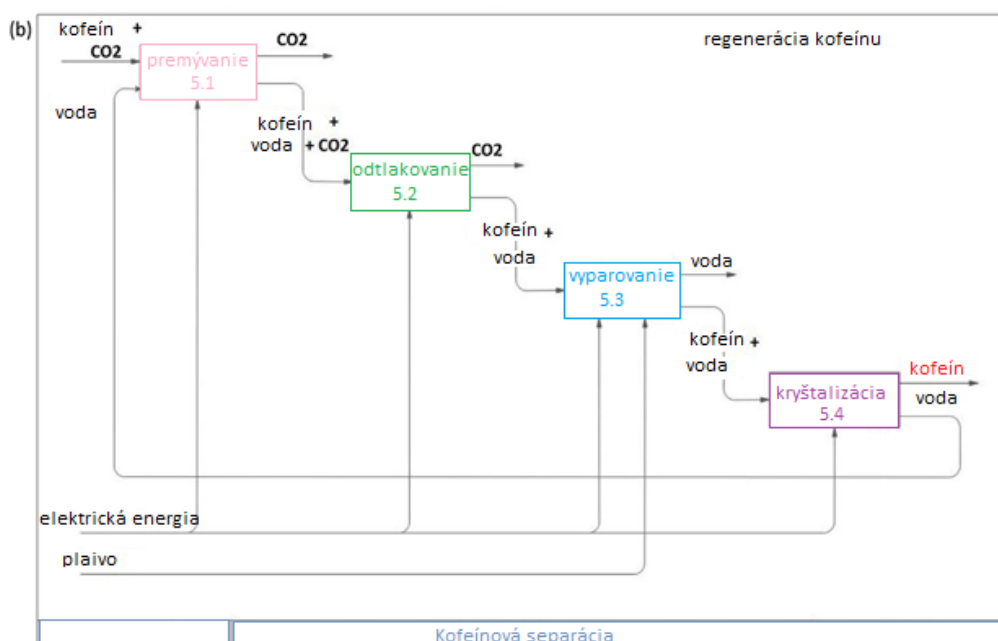 (b)
kofeín +
CO2
CO2
regenerácia kofeínu
premývanie
5.1
voda
kofeín +
voda + CO2
CO2
odtlakovanie
5.2
kofeín +
voda
voda
vyparovanie
5.3
kofeín +
voda
kofeín
kryštalizácia
5.4
voda
elektrická energia
plaivo
Kofeínová separácia